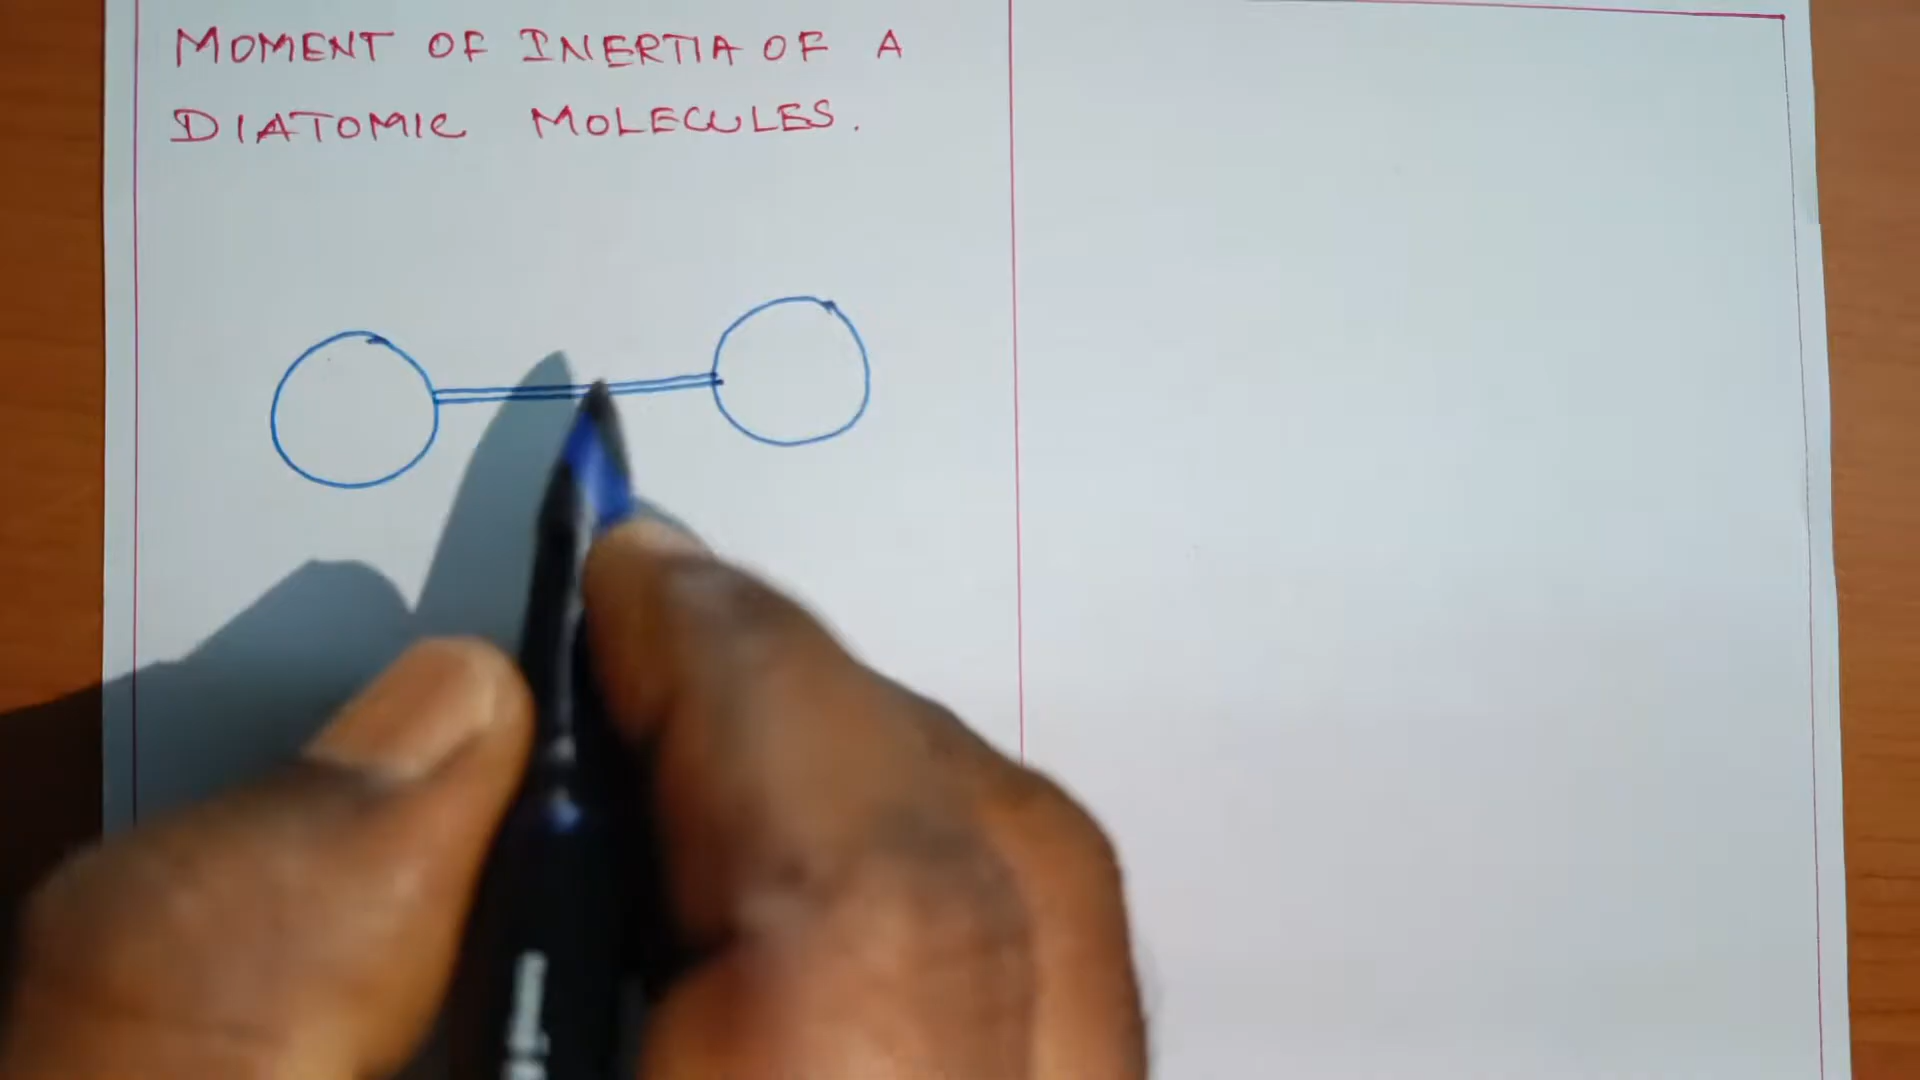 MOMENT OF INERTIA OF A
DIATOMIC MOLECULES.